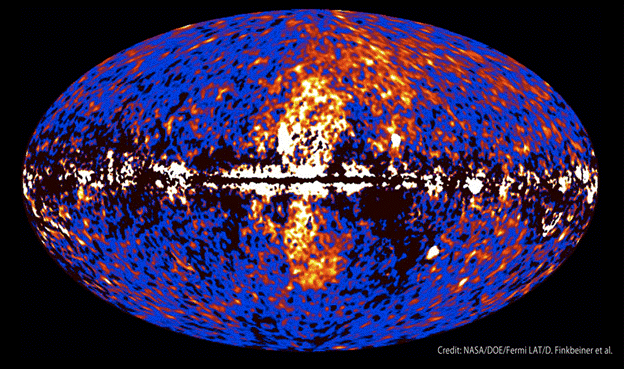 Credit: NASA/DOE/Fermi LAT/D. Finkbeiner et al.